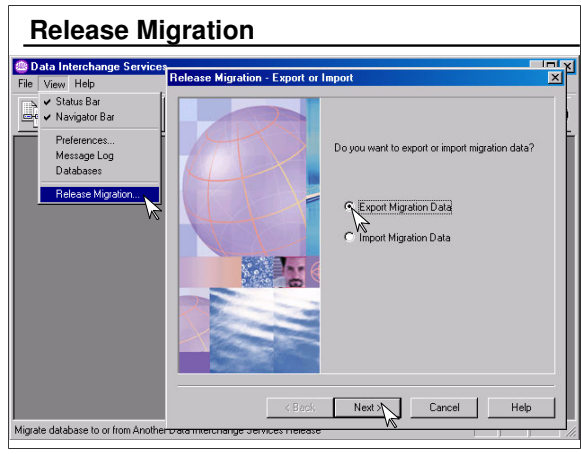 Release Migration
Data Interchange Services
File View Help
Status Bar
Navigator Bar
Preferences...
Message Log
Databases
Release Migration...
Release Migration - Export or Import
Do you want to export or import migration data?
Export Migration Data
Import Migration Data
< Back Next > Cancel Help
Migrate database to or from Another Data Interchange Services Release